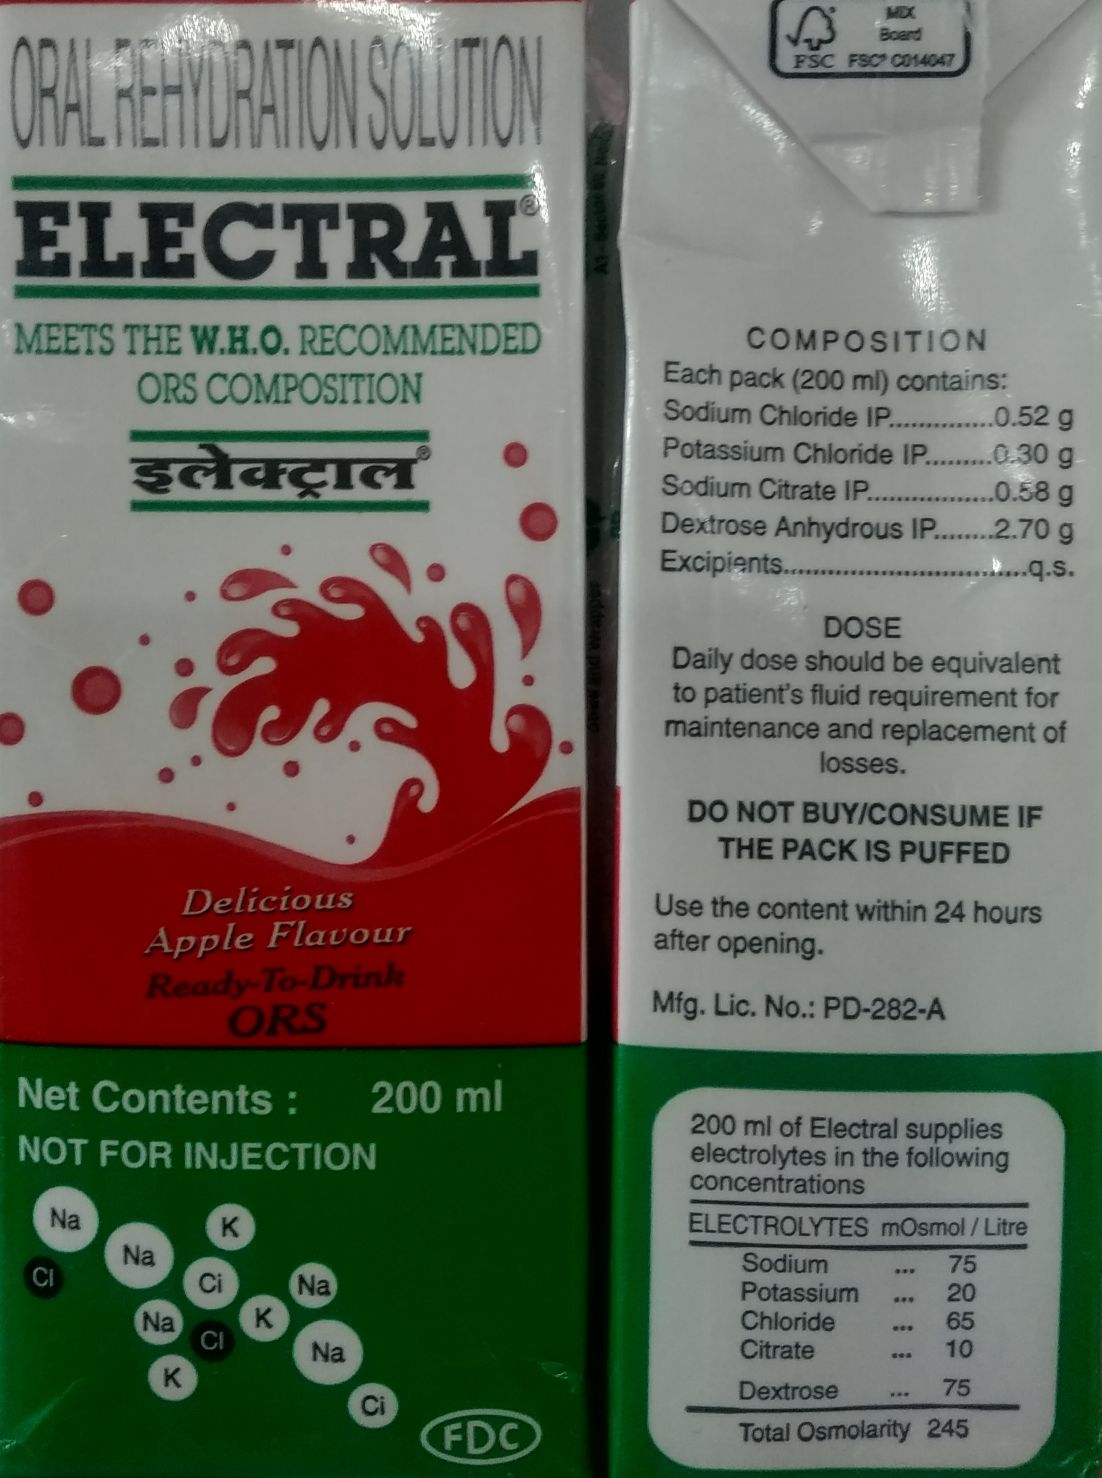 ORAL REHYDRATION SOLUTION
ELECTRAL®
MEETS THE W.H.O. RECOMMENDED
ORS COMPOSITION
इलेक्ट्राल®
Delicious
Apple Flavour
Ready-To-Drink
ORS
Net Contents : 200 ml
NOT FOR INJECTION
Na
K
Na
Cl
Ci
Na
Na
K
Cl
Na
K
Ci
FDC
Straw and Wrapper
FSC
MIX
Board
FSC® C014047
COMPOSITION
Each pack (200 ml) contains:
Sodium Chloride IP..............0.52 g
Potassium Chloride IP.........0.30 g
Sodium Citrate IP.................0.58 g
Dextrose Anhydrous IP........2.70 g
Excipients.................................q.s.
DOSE
Daily dose should be equivalent
to patient's fluid requirement for
maintenance and replacement of
losses.
DO NOT BUY/CONSUME IF
THE PACK IS PUFFED
Use the content within 24 hours
after opening.
Mfg. Lic. No.: PD-282-A
200 ml of Electral supplies
electrolytes in the following
concentrations
ELECTROLYTES mOsmol / Litre
Sodium ... 75
Potassium ... 20
Chloride ... 65
Citrate ... 10
Dextrose ... 75
Total Osmolarity 245